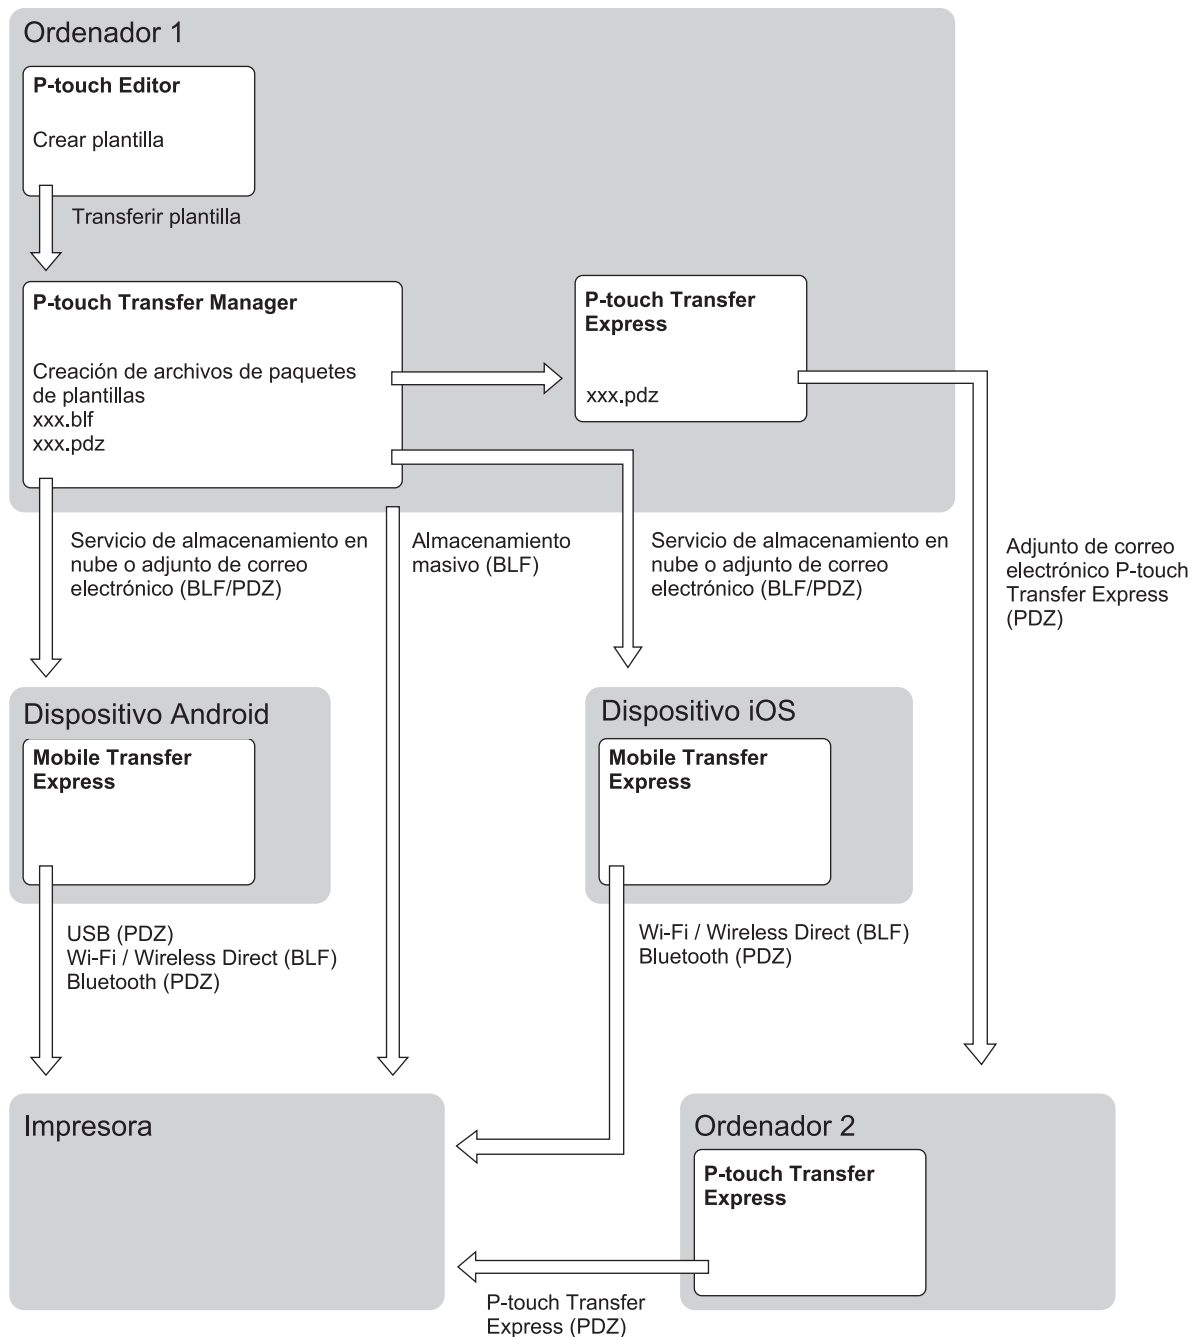 Ordenador 1
P-touch Editor
Crear plantilla
Transferir plantilla
P-touch Transfer Manager
Creación de archivos de paquetes
de plantillas
xxx.blf
xxx.pdz
P-touch Transfer
Express
xxx.pdz
Servicio de almacenamiento en
nube o adjunto de correo
electrónico (BLF/PDZ)
Almacenamiento
masivo (BLF)
Servicio de almacenamiento en
nube o adjunto de correo
electrónico (BLF/PDZ)
Adjunto de correo
electrónico P-touch
Transfer Express
(PDZ)
Dispositivo Android
Mobile Transfer
Express
Dispositivo iOS
Mobile Transfer
Express
USB (PDZ)
Wi-Fi / Wireless Direct (BLF)
Bluetooth (PDZ)
Wi-Fi / Wireless Direct (BLF)
Bluetooth (PDZ)
Impresora
Ordenador 2
P-touch Transfer
Express
P-touch Transfer
Express (PDZ)